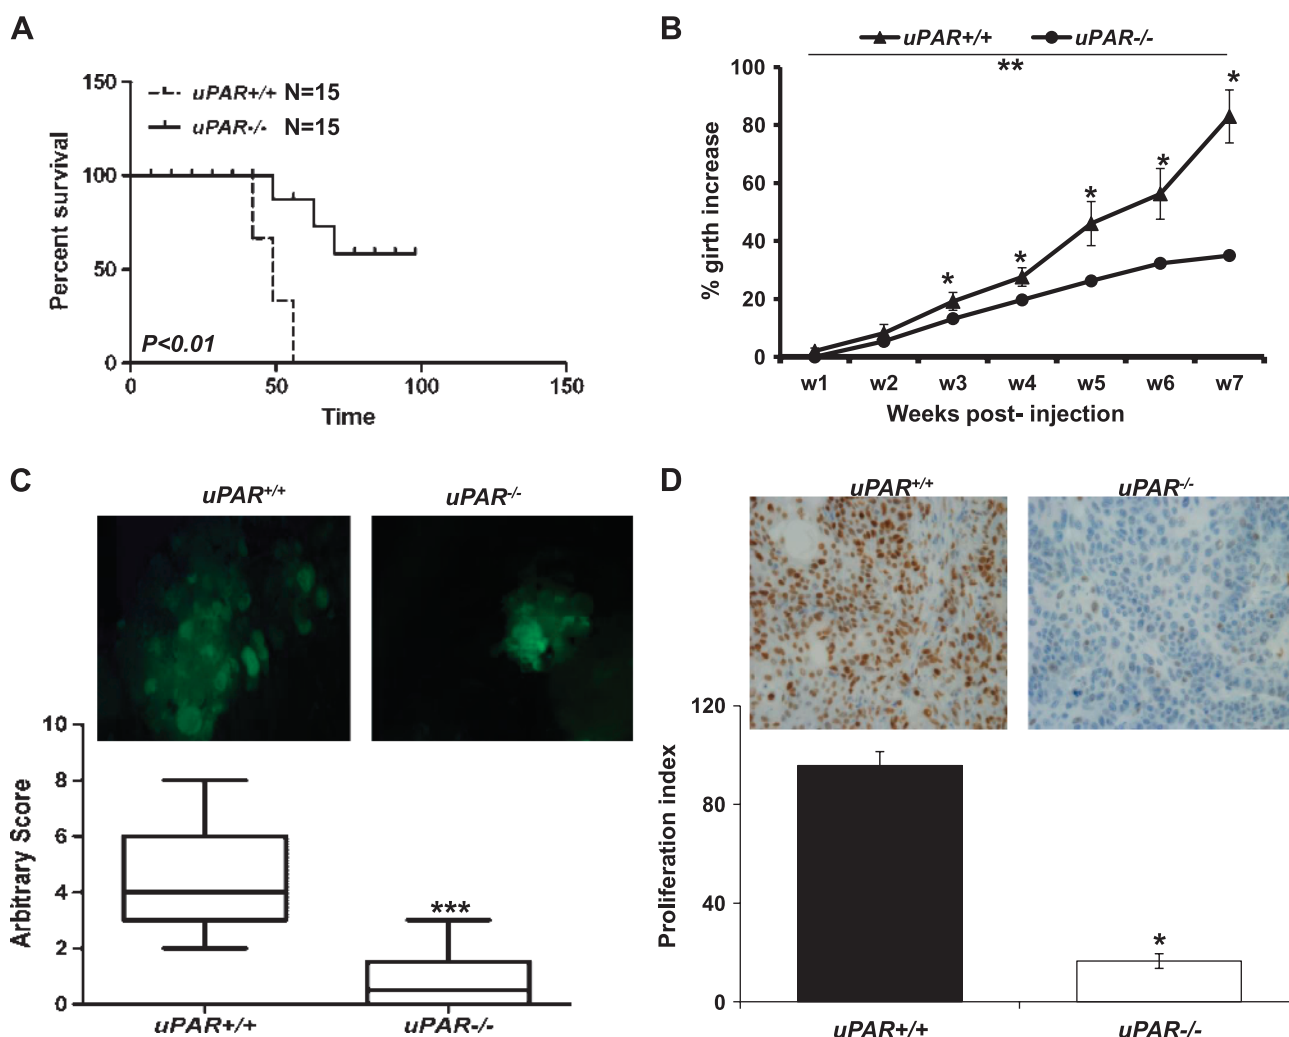 A
150
uPAR+/+ N=15
uPAR-/- N=15
100
50
0
Percent survival
P<0.01
0 50 100 150
Time
B
uPAR+/+ uPAR-/-
**
100
80
60
40
20
0
% girth increase
* * * * *
w1 w2 w3 w4 w5 w6 w7
Weeks post- injection
C
uPAR+/+ uPAR-/-
10
8
6
4
2
0
Arbitrary Score
***
uPAR+/+ uPAR-/-
D
uPAR+/+ uPAR-/-
120
80
40
0
Proliferation index
*
uPAR+/+ uPAR-/-